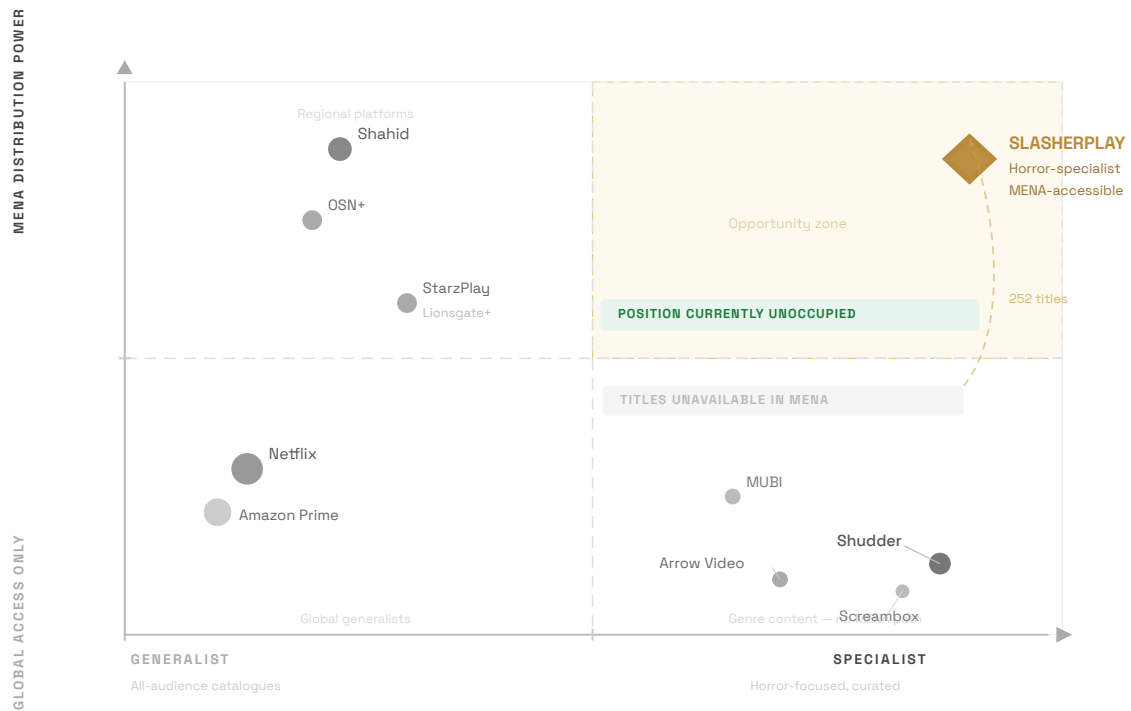 MENA DISTRIBUTION POWER
Regional platforms
Shahid
SLASHERPLAY
Horror-specialist
MENA-accessible
OSN+
Opportunity zone
StarzPlay
Lionsgate+
252 titles
POSITION CURRENTLY UNOCCUPIED
TITLES UNAVAILABLE IN MENA
Netflix
MUBI
Amazon Prime
Shudder
Arrow Video
Screambox
Global generalists
Genre content — no
GLOBAL ACCESS ONLY
GENERALIST
SPECIALIST
All-audience catalogues
Horror-focused, curated